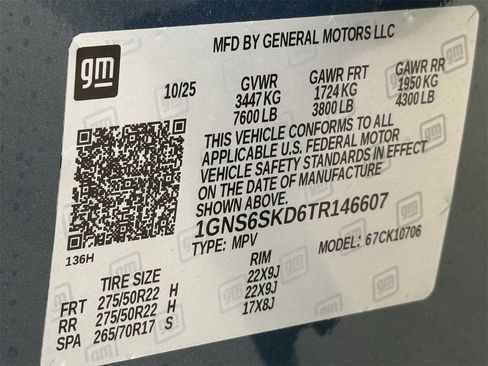 MFD BY GENERAL MOTORS LLC
gm
10/25 GVWR GAWR FRT GAWR RR
3447 KG 1724 KG 1950 KG
7600 LB 3800 LB 4300 LB
THIS VEHICLE CONFORMS TO ALL
APPLICABLE U.S. FEDERAL MOTOR
VEHICLE SAFETY STANDARDS IN EFFECT
ON THE DATE OF MANUFACTURE
SHOWN ABOVE.
1GNS6SKD6TR146607
136H TYPE: MPV MODEL: 67CK10706
TIRE SIZE RIM
FRT 275/50R22 H 22X9J
RR 275/50R22 H 22X9J
SPA 265/70R17 S 17X8J